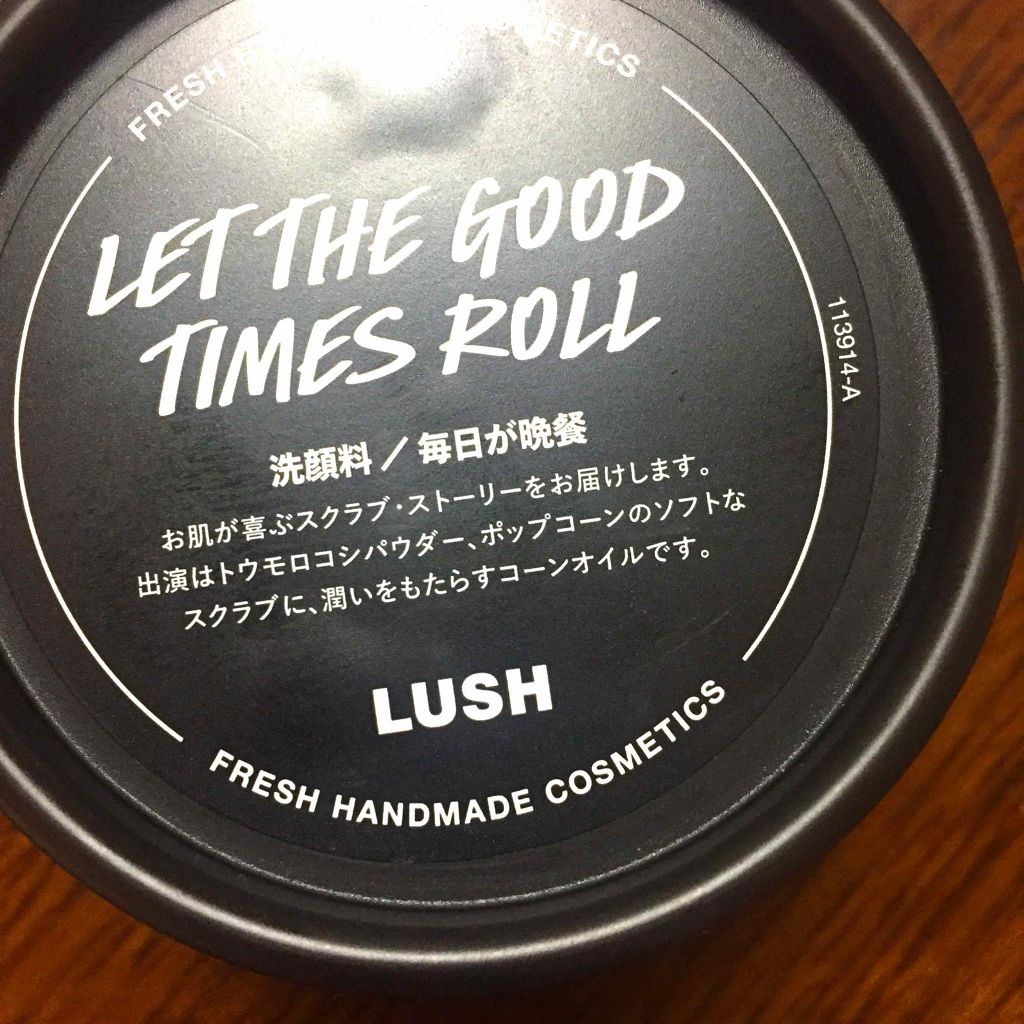 FRESH COSMETICS
LET THE GOOD
TIMES ROLL
洗顔料／毎日が晩餐
お肌が喜ぶスクラブ・ストーリーをお届けします。
出演はトウモロコシパウダー、ポップコーンのソフトな
スクラブに、潤いをもたらすコーンオイルです。
LUSH
FRESH HANDMADE COSMETICS
113914-A